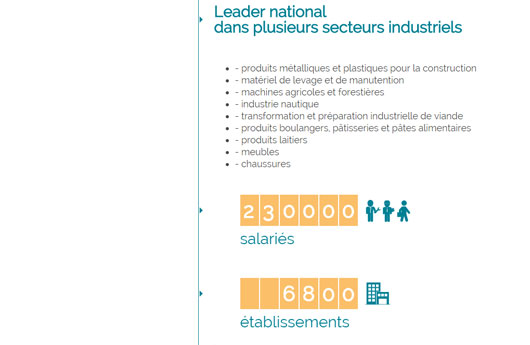 Leader national
dans plusieurs secteurs industriels
- produits métalliques et plastiques pour la construction
- matériel de levage et de manutention
- machines agricoles et forestières
- industrie nautique
- transformation et préparation industrielle de viande
- produits boulangers, pâtisseries et pâtes alimentaires
- produits laitiers
- meubles
- chaussures
230000
salariés
6800
établissements